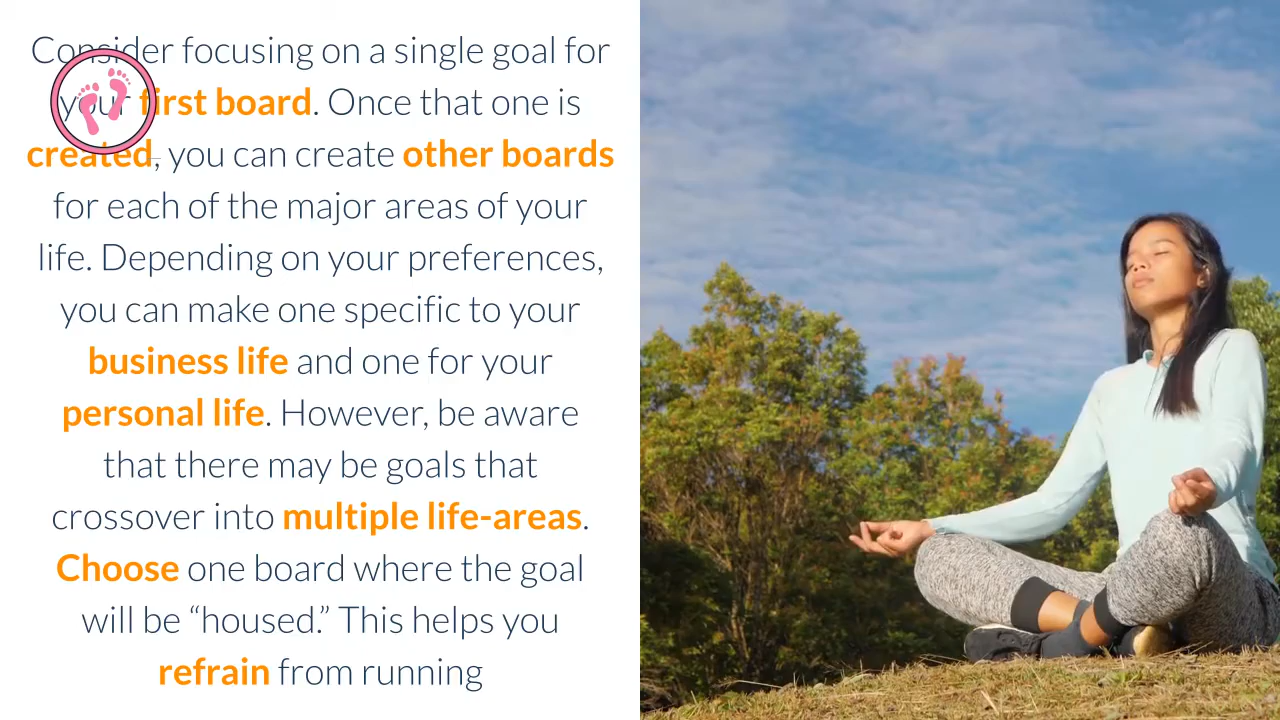 Consider focusing on a single goal for
your first board. Once that one is
created, you can create other boards
for each of the major areas of your
life. Depending on your preferences,
you can make one specific to your
business life and one for your
personal life. However, be aware
that there may be goals that
crossover into multiple life-areas.
Choose one board where the goal
will be “housed.” This helps you
refrain from running